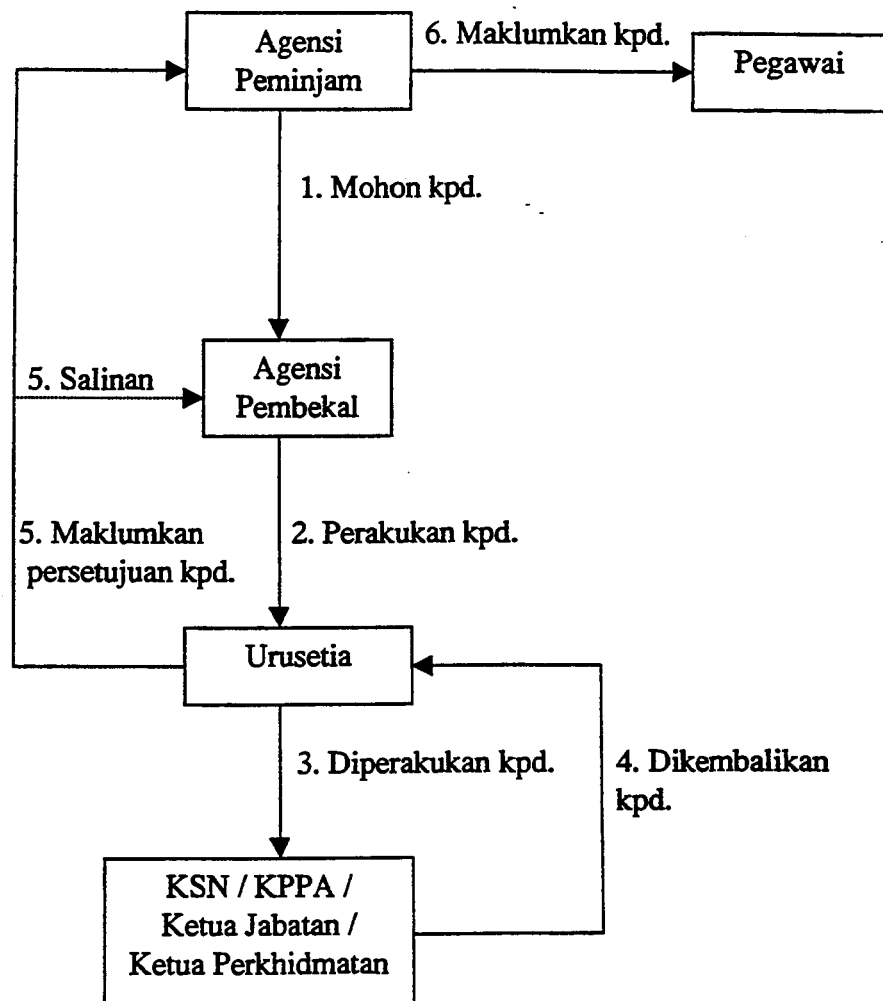 Agensi
Peminjam
6. Maklumkan kpd.
Pegawai
1. Mohon kpd.
Agensi
Pembekal
5. Salinan
5. Maklumkan
persetujuan kpd.
2. Perakukan kpd.
Urusetia
3. Diperakukan kpd.
4. Dikembalikan
kpd.
KSN / KPPA /
Ketua Jabatan /
Ketua Perkhidmatan